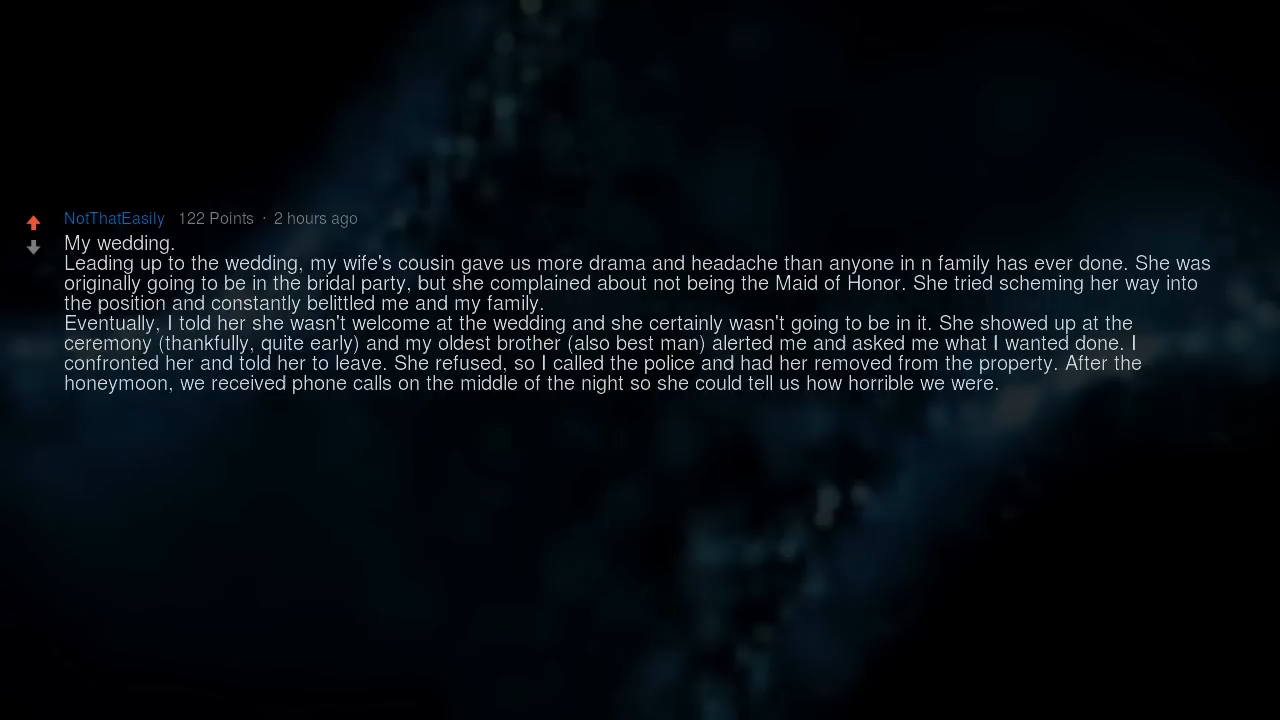 NotThatEasily 122 Points · 2 hours ago
My wedding.
Leading up to the wedding, my wife's cousin gave us more drama and headache than anyone in n family has ever done. She was
originally going to be in the bridal party, but she complained about not being the Maid of Honor. She tried scheming her way into
the position and constantly belittled me and my family.
Eventually, I told her she wasn't welcome at the wedding and she certainly wasn't going to be in it. She showed up at the
ceremony (thankfully, quite early) and my oldest brother (also best man) alerted me and asked me what I wanted done. I
confronted her and told her to leave. She refused, so I called the police and had her removed from the property. After the
honeymoon, we received phone calls on the middle of the night so she could tell us how horrible we were.